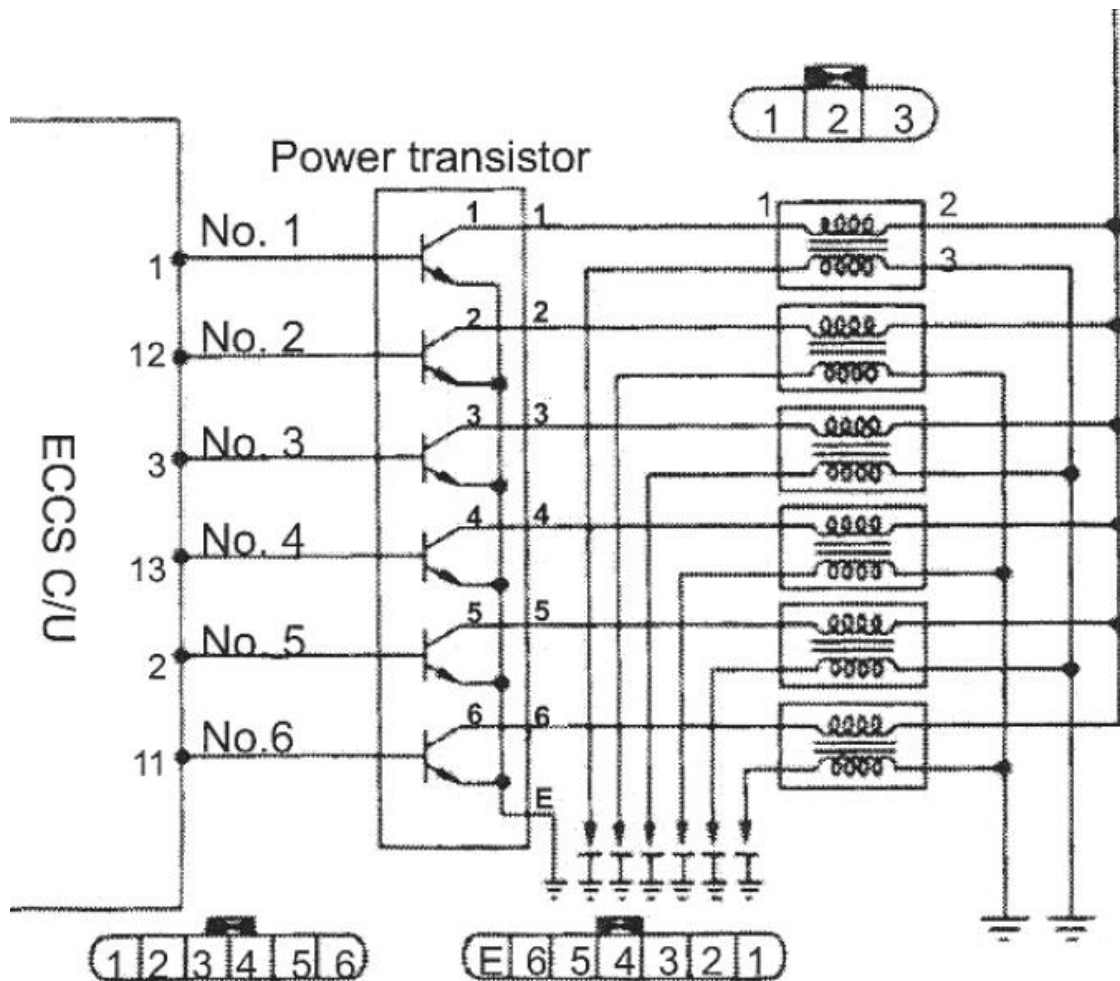 1 2 3
Power transistor
No. 1
1
1 1
1
2
3
No. 2
12
2 2
No. 3
3
3 3
No. 4
13
4 4
No. 5
2
5 5
No.6
11
6 6
E
ECCS C/U
1 2 3 4 5 6
E 6 5 4 3 2 1